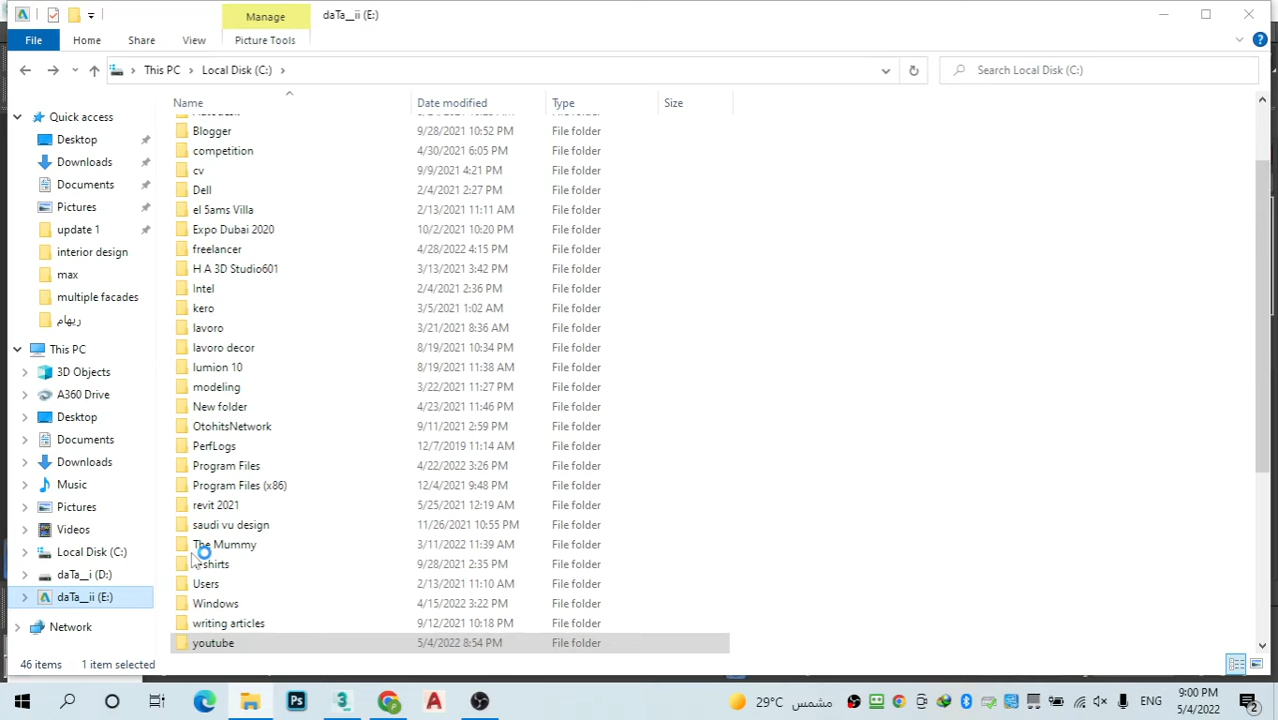 Manage daTa__ii (E:)
File Home Share View Picture Tools
This PC Local Disk (C:) Search Local Disk (C:)
Name Date modified Type Size
Quick access
Desktop
Downloads
Documents
Pictures
update 1
interior design
max
multiple facades
ريهام
This PC
3D Objects
A360 Drive
Desktop
Documents
Downloads
Music
Pictures
Videos
Local Disk (C:)
daTa__i (D:)
daTa__ii (E:)
Network
Blogger 9/28/2021 10:52 PM File folder
competition 4/30/2021 6:05 PM File folder
cv 9/9/2021 4:21 PM File folder
Dell 2/4/2021 2:27 PM File folder
el 5ams Villa 2/13/2021 11:11 AM File folder
Expo Dubai 2020 10/2/2021 10:20 PM File folder
freelancer 4/28/2022 4:15 PM File folder
H A 3D Studio601 3/13/2021 3:42 PM File folder
Intel 2/4/2021 2:36 PM File folder
kero 3/5/2021 1:02 AM File folder
lavoro 3/21/2021 8:36 AM File folder
lavoro decor 8/19/2021 10:34 PM File folder
lumion 10 8/19/2021 11:38 AM File folder
modeling 3/22/2021 11:27 PM File folder
New folder 4/23/2021 11:46 PM File folder
OtohitsNetwork 9/11/2021 2:59 PM File folder
PerfLogs 12/7/2019 11:14 AM File folder
Program Files 4/22/2022 3:26 PM File folder
Program Files (x86) 12/4/2021 9:48 PM File folder
revit 2021 5/25/2021 12:19 AM File folder
saudi vu design 11/26/2021 10:55 PM File folder
The Mummy 3/11/2022 11:39 AM File folder
shirts 9/28/2021 2:35 PM File folder
Users 2/13/2021 11:10 AM File folder
Windows 4/15/2022 3:22 PM File folder
writing articles 9/12/2021 10:18 PM File folder
youtube 5/4/2022 8:54 PM File folder
46 items 1 item selected
Ps 3 A 29°C مشمس ENG 9:00 PM
5/4/2022 2